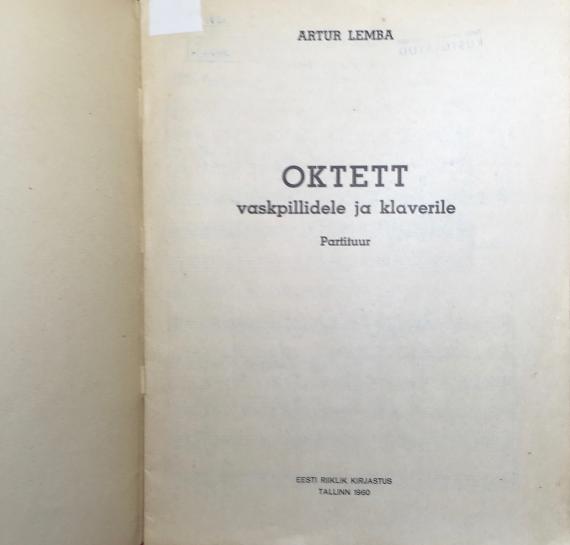 ARTUR LEMBA
OKTETT
vaskpillidele ja klaverile
Partituur
EESTI RIIKLIK KIRJASTUS
TALLINN 1960